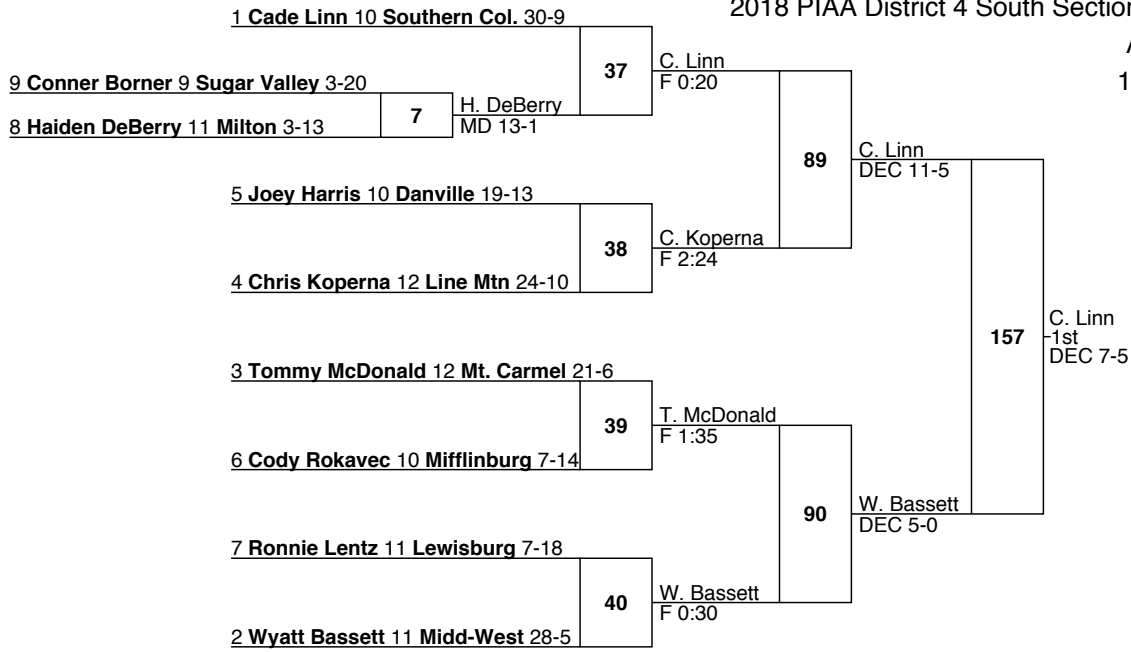 2018 PIAA District 4 South Section
1 Cade Linn 10 Southern Col. 30-9
37
C. Linn
F 0:20
9 Conner Borner 9 Sugar Valley 3-20
7
H. DeBerry
MD 13-1
8 Haiden DeBerry 11 Milton 3-13
89
C. Linn
DEC 11-5
5 Joey Harris 10 Danville 19-13
38
C. Koperna
F 2:24
4 Chris Koperna 12 Line Mtn 24-10
157
C. Linn
1st
DEC 7-5
3 Tommy McDonald 12 Mt. Carmel 21-6
39
T. McDonald
F 1:35
6 Cody Rokavec 10 Mifflinburg 7-14
90
W. Bassett
DEC 5-0
7 Ronnie Lentz 11 Lewisburg 7-18
40
W. Bassett
F 0:30
2 Wyatt Bassett 11 Midd-West 28-5